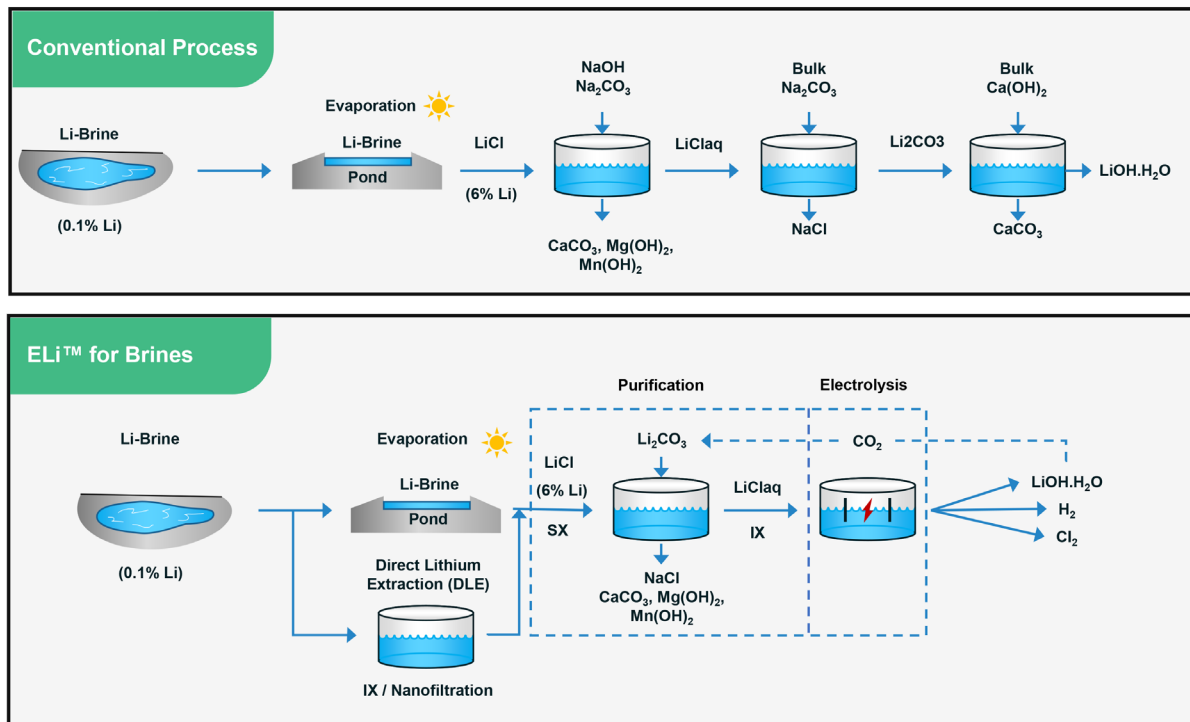 Conventional Process
Li-Brine
(0.1% Li)
Evaporation
Li-Brine
Pond
LiCl
(6% Li)
NaOH
Na₂CO₃
CaCO₃, Mg(OH)₂,
Mn(OH)₂
LiClaq
Bulk
Na₂CO₃
NaCl
Li2CO3
Bulk
Ca(OH)₂
CaCO₃
LiOH.H₂O
ELi™ for Brines
Li-Brine
(0.1% Li)
Evaporation
Li-Brine
Pond
Direct Lithium
Extraction (DLE)
IX / Nanofiltration
Purification
LiCl
(6% Li)
SX
Li₂CO₃
NaCl
CaCO₃, Mg(OH)₂,
Mn(OH)₂
LiClaq
IX
Electrolysis
CO₂
LiOH.H₂O
H₂
Cl₂